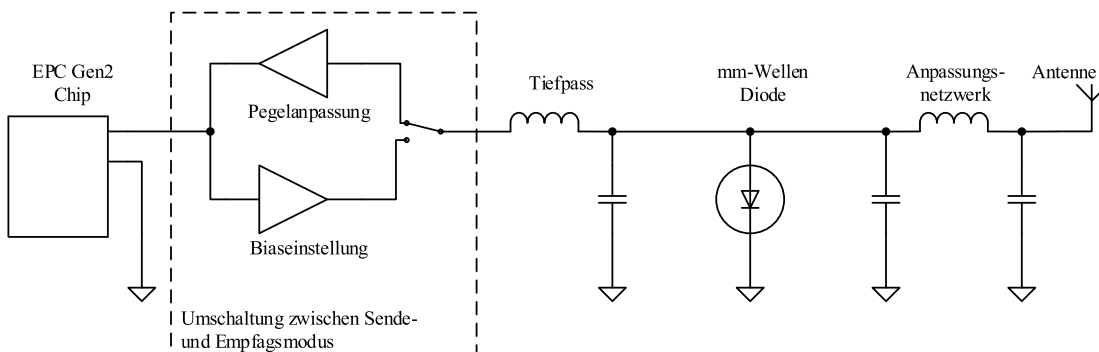 EPC Gen2
Chip
Pegelanpassung
Biaseinstellung
Umschaltung zwischen Sende-
und Empfagsmodus
Tiefpass
mm-Wellen
Diode
Anpassungs-
netzwerk
Antenne